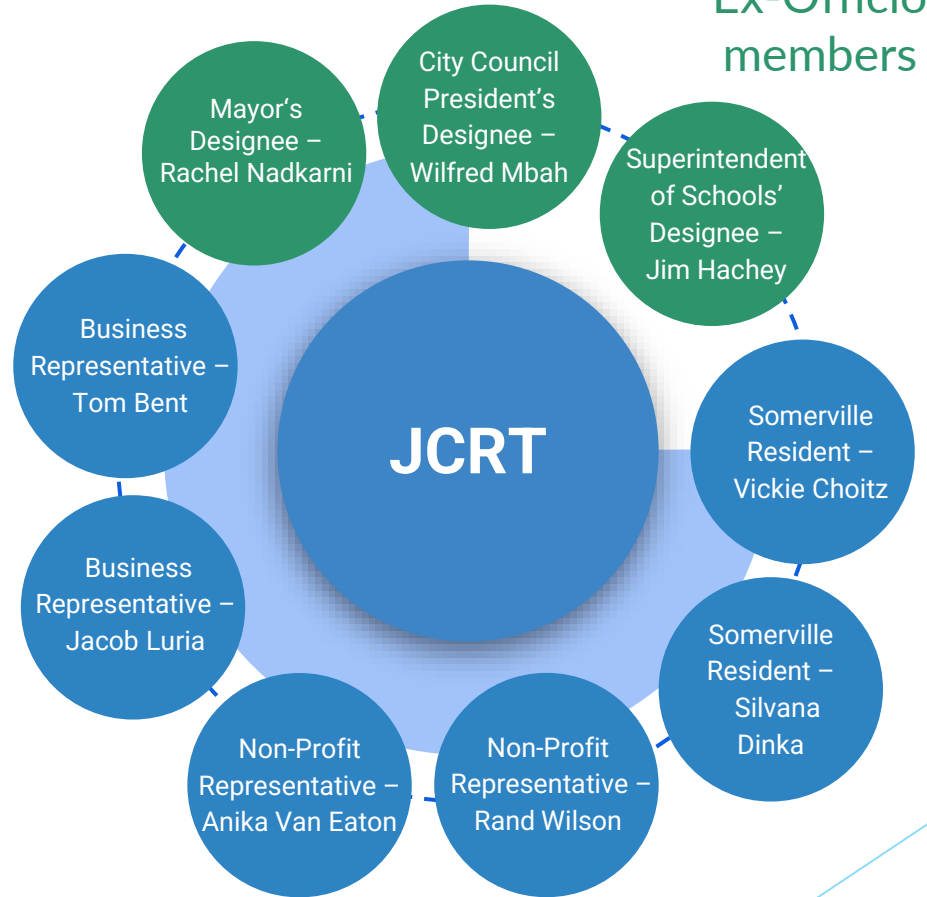 Ex-Officio
members
City Council
President’s
Designee –
Wilfred Mbah
Mayor‘s
Designee –
Rachel Nadkarni
Superintendent
of Schools’
Designee –
Jim Hachey
Business
Representative –
Tom Bent
JCRT
Somerville
Resident –
Vickie Choitz
Business
Representative –
Jacob Luria
Somerville
Resident –
Silvana
Dinka
Non-Profit
Representative –
Anika Van Eaton
Non-Profit
Representative –
Rand Wilson